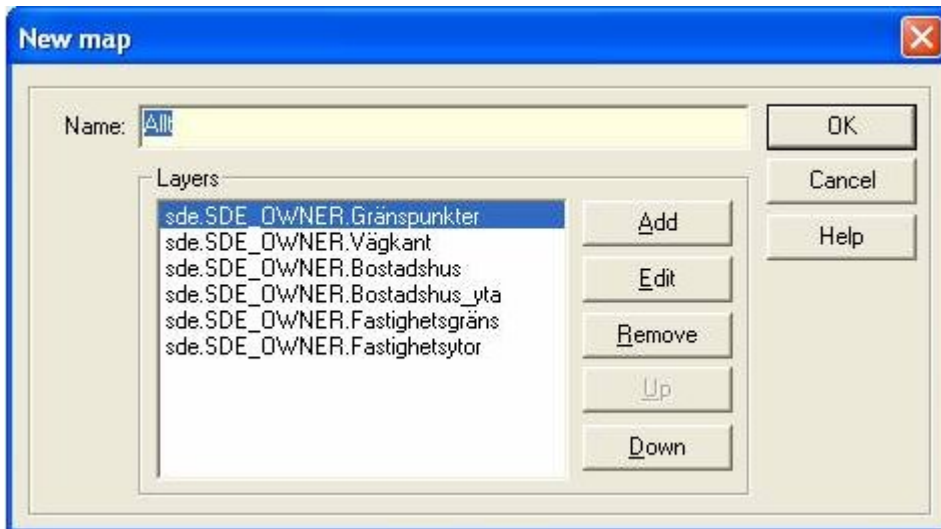 New map
Name: Allt
OK
Cancel
Help
Layers
sde.SDE_OWNER.Gränspunkter
sde.SDE_OWNER.Vägkant
sde.SDE_OWNER.Bostadshus
sde.SDE_OWNER.Bostadshus_yta
sde.SDE_OWNER.Fastighetsgräns
sde.SDE_OWNER.Fastighetsytor
Add
Edit
Remove
Up
Down